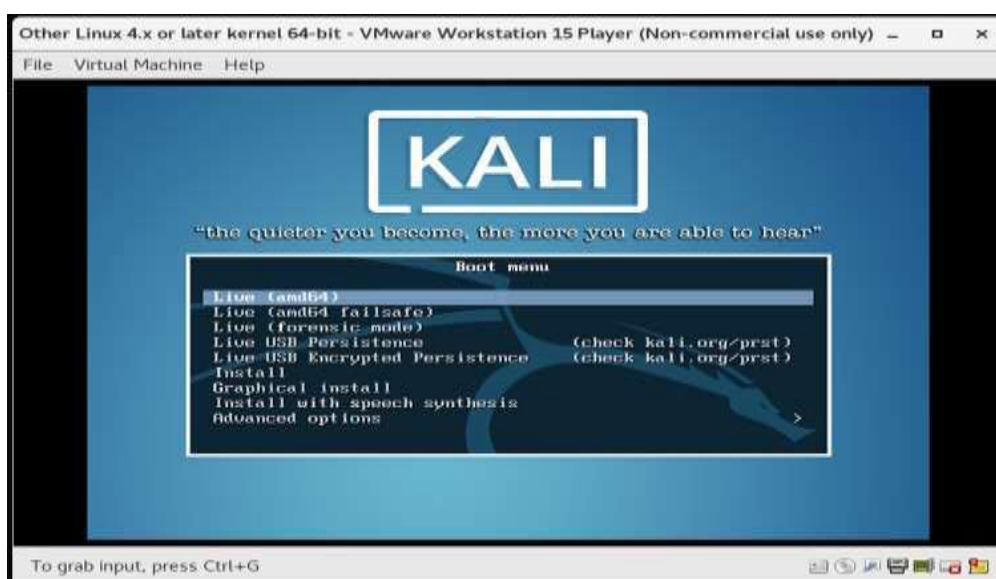 Other Linux 4.x or later kernel 64-bit - VMware Workstation 15 Player (Non-commercial use only)
File Virtual Machine Help
KALI
“the quieter you become, the more you are able to hear”
Boot menu
Live (amd64)
Live (amd64 failsafe)
Live (forensic mode)
Live USB Persistence (check kali.org/prst)
Live USB Encrypted Persistence (check kali.org/prst)
Install
Graphical install
Install with speech synthesis
Advanced options >
To grab input, press Ctrl+G